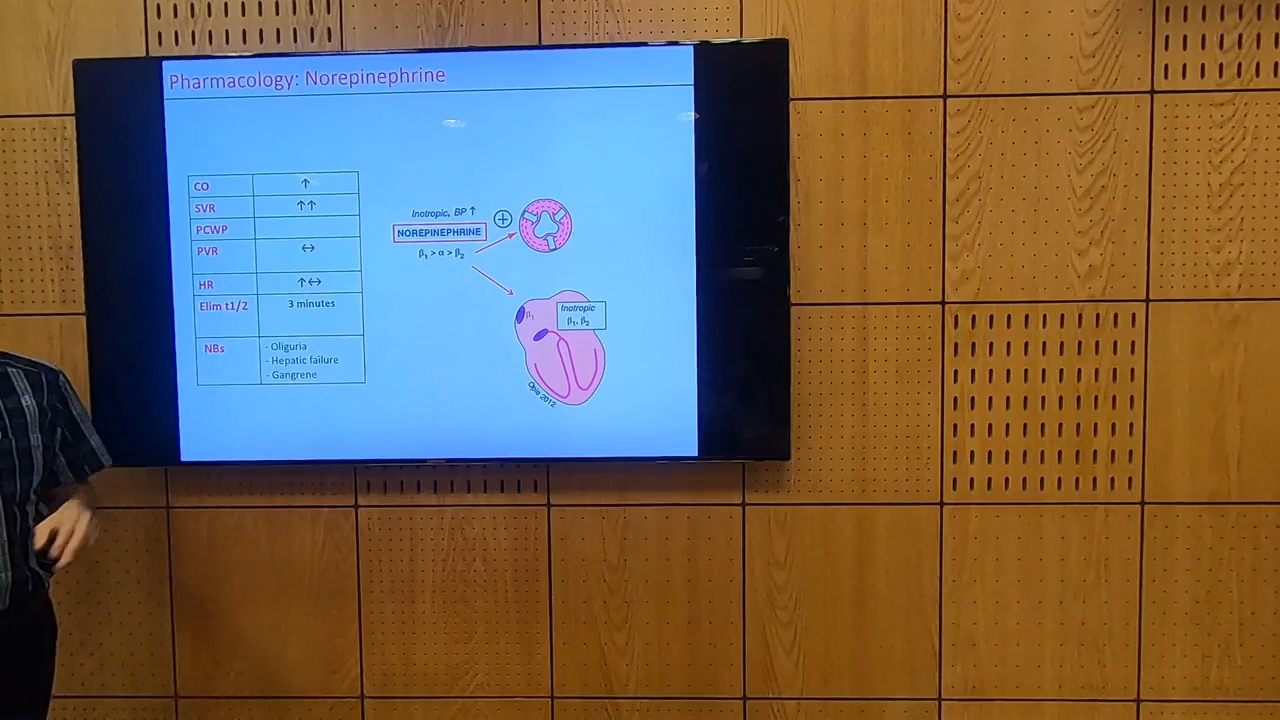 Pharmacology: Norepinephrine
CO ↑
SVR ↑↑
PCWP
PVR ↔
HR ↑↔
Elim t1/2 3 minutes
NBs - Oliguria
- Hepatic failure
- Gangrene
Inotropic, BP ↑
NOREPINEPHRINE
β₁ > α > β₂
+
β₁
Inotropic
β₁, β₂
Opie 2012